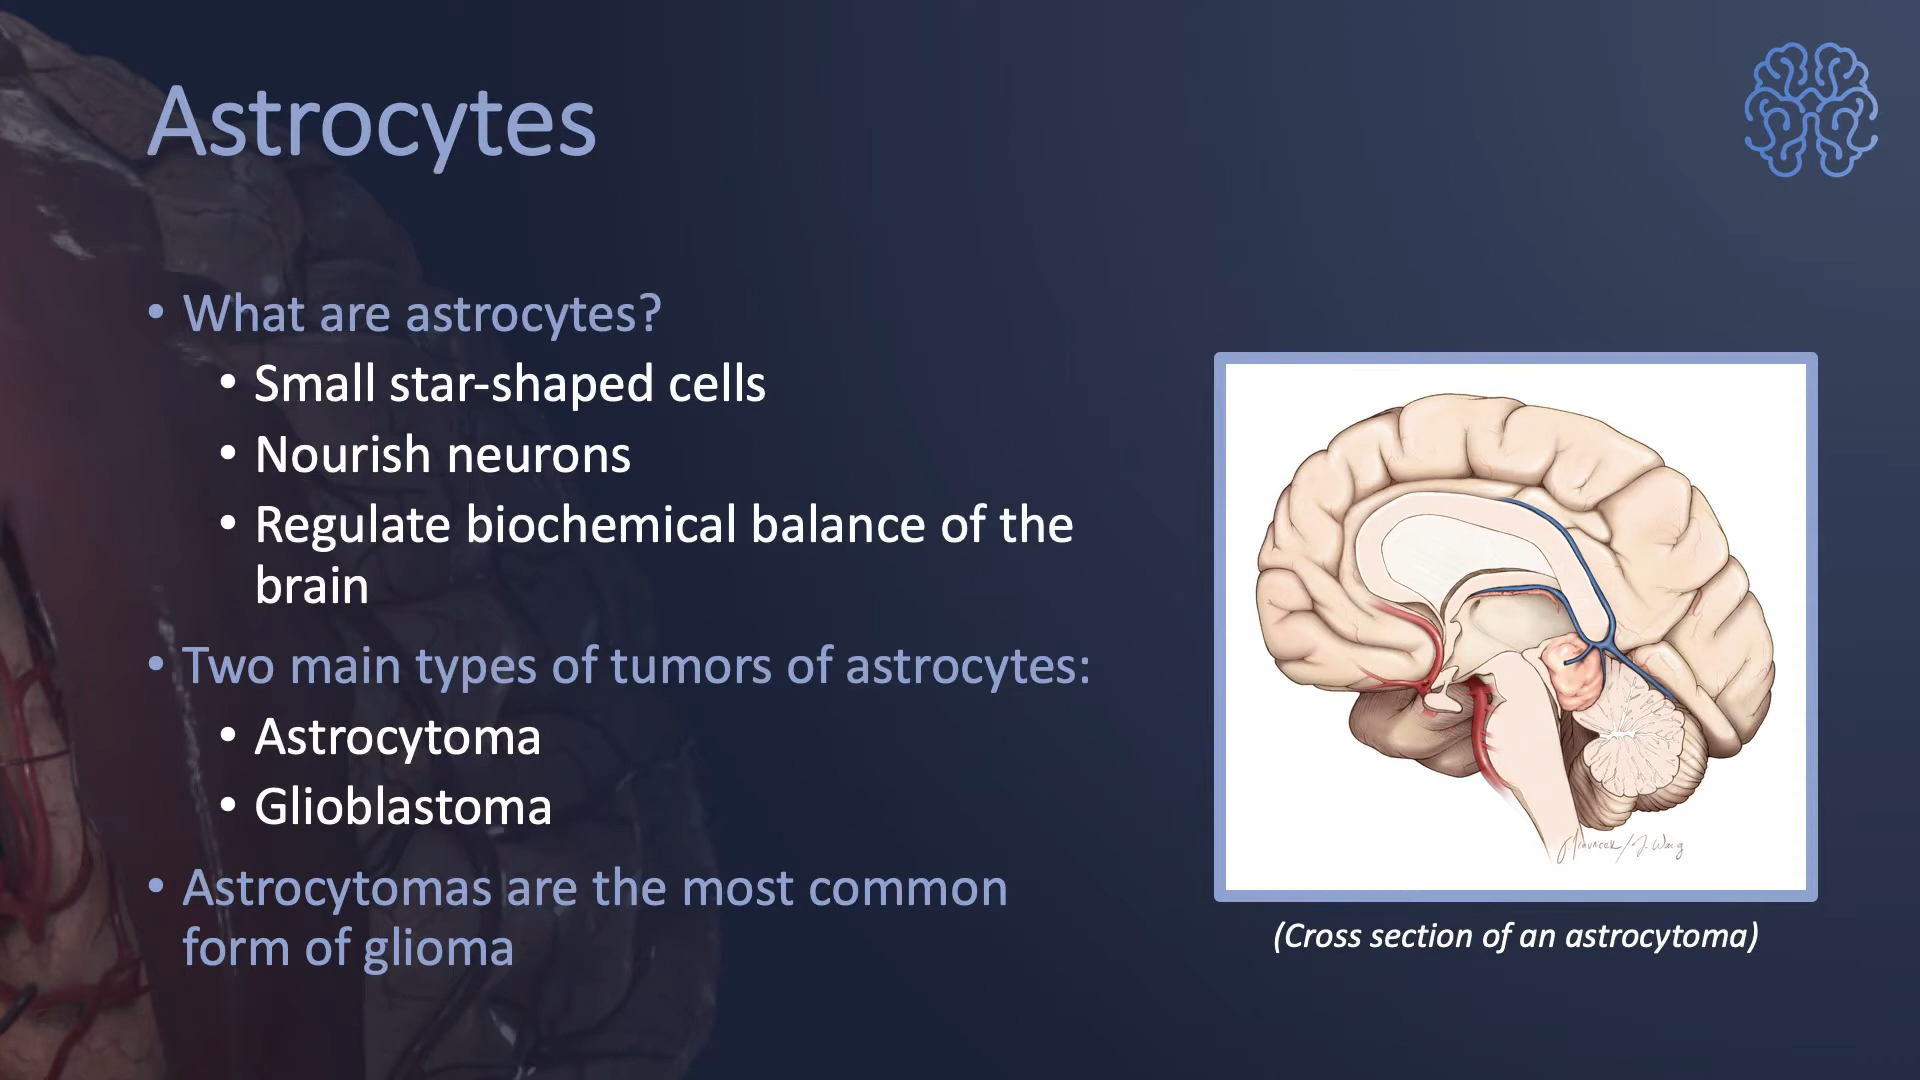 Astrocytes
• What are astrocytes?
• Small star-shaped cells
• Nourish neurons
• Regulate biochemical balance of the
brain
• Two main types of tumors of astrocytes:
• Astrocytoma
• Glioblastoma
• Astrocytomas are the most common
form of glioma
(Cross section of an astrocytoma)